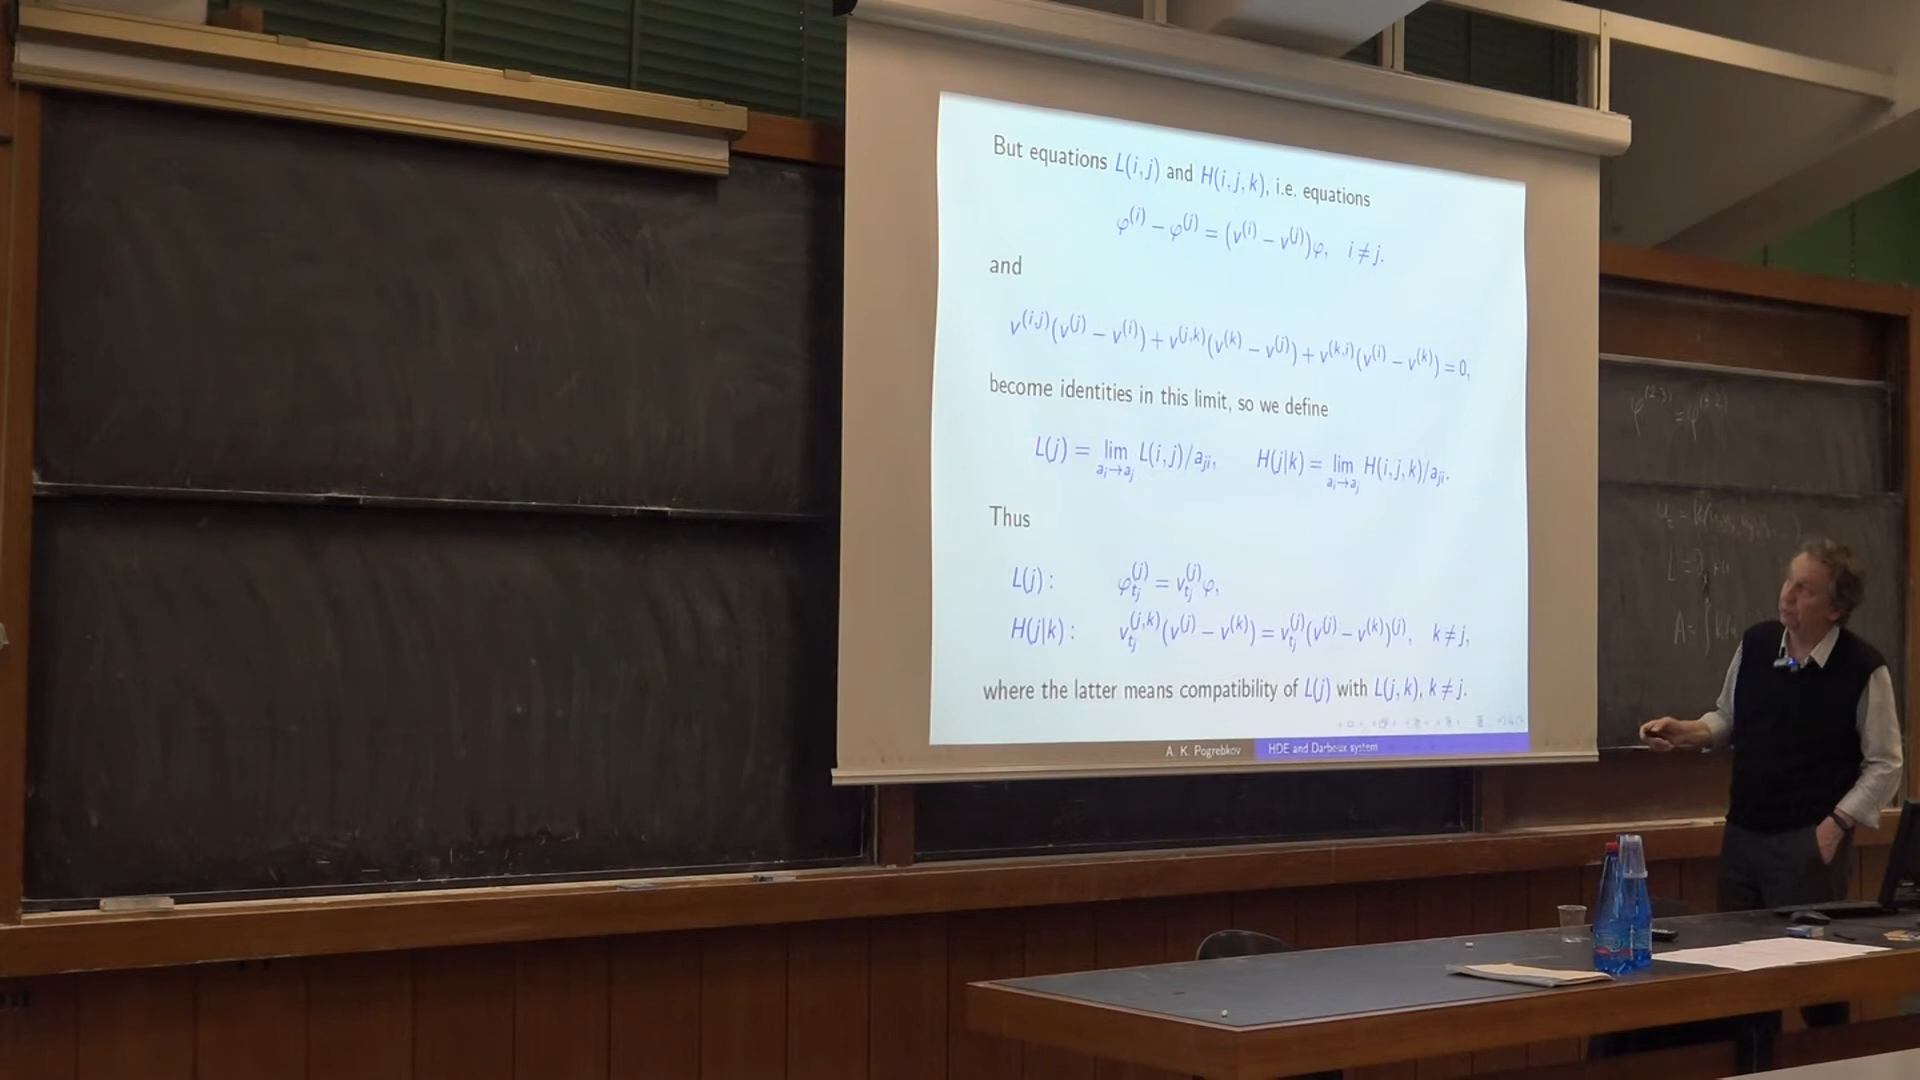 But equations L(i,j) and H(i,j,k), i.e. equations
φ^(i) − φ^(j) = (v^(i) − v^(j))φ, i ≠ j.
and
v^(i,j)(v^(j) − v^(i)) + v^(j,k)(v^(k) − v^(j)) + v^(k,i)(v^(i) − v^(k)) = 0,
become identities in this limit, so we define
L(j) = lim_{a_i→a_j} L(i,j)/a_{ji}, H(j|k) = lim_{a_i→a_j} H(i,j,k)/a_{ji}.
Thus
L(j): φ^(j)_{t_j} = v^(j)_{t_j} φ,
H(j|k): v^(j,k)_{t_j}(v^(j) − v^(k)) = v^(j)_{t_j}(v^(j) − v^(k))^(j), k ≠ j,
where the latter means compatibility of L(j) with L(j,k), k ≠ j.
A. K. Pogrebkov HDE and Darboux system